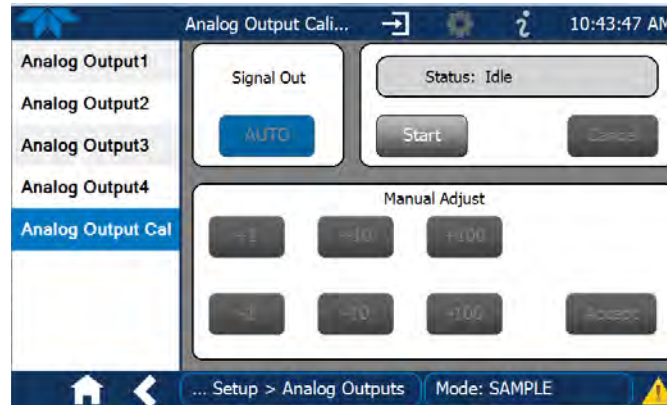 Analog Output Cali...
10:43:47 AM
Analog Output1
Analog Output2
Analog Output3
Analog Output4
Analog Output Cal
Signal Out
AUTO
Status: Idle
Start
Cancel
Manual Adjust
+1
+10
+100
-1
-10
-100
Accept
... Setup > Analog Outputs
Mode: SAMPLE